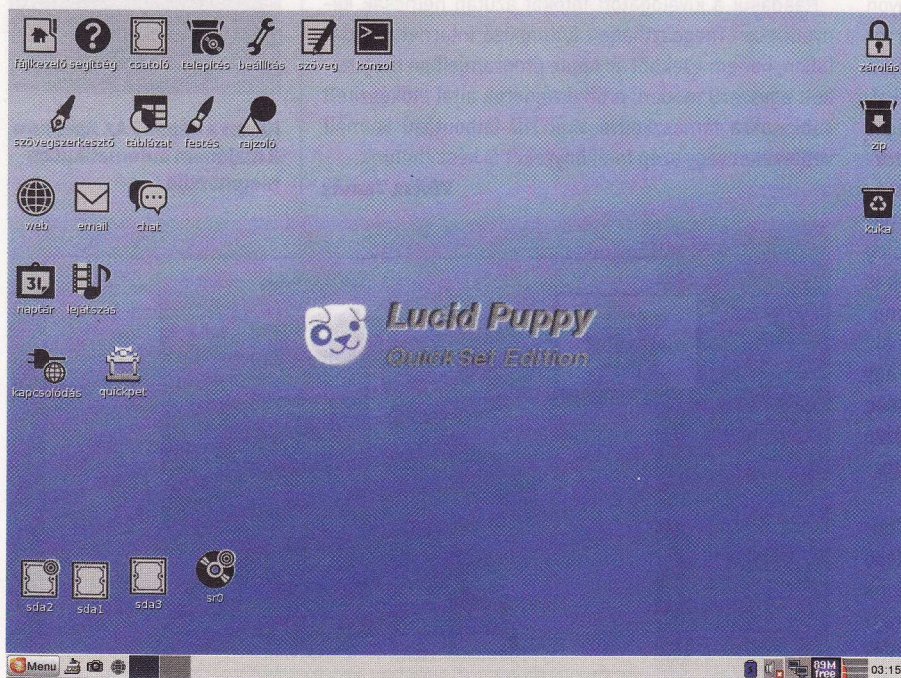 fájlkezelő segítség csatoló telepítés beállítás szöveg konzol zárolás
szövegszerkesztő táblázat festés rajzoló zip
web email chat kuka
naptár lejátszás
Lucid Puppy
QuickSet Edition
kapcsolódás quickpet
sda2 sda1 sda3 sr0
Menu 89M free 03:15